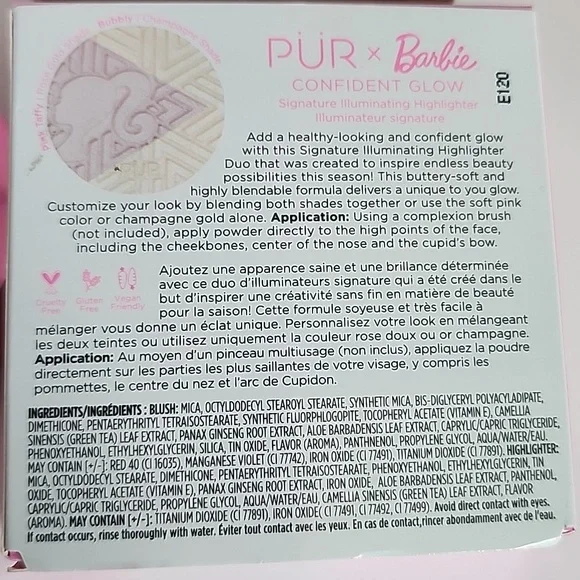 Bubbly - Champagne Shade
Pink Taffy
PÜR × Barbie
CONFIDENT GLOW
Signature Illuminating Highlighter
Illuminateur signature
E120
Add a healthy-looking and confident glow
with this Signature Illuminating Highlighter
Duo that was created to inspire endless beauty
possibilities this season! This buttery-soft and
highly blendable formula delivers a unique to you glow.
Customize your look by blending both shades together or use the soft pink
color or champagne gold alone. Application: Using a complexion brush
(not included), apply powder directly to the high points of the face,
including the cheekbones, center of the nose and the cupid's bow.
Cruelty Free
Gluten Free
Vegan Friendly
Ajoutez une apparence saine et une brillance déterminée
avec ce duo d'illuminateurs signature qui a été créé dans le
but d'inspirer une créativité sans fin en matière de beauté
pour la saison! Cette formule soyeuse et très facile à
mélanger vous donne un éclat unique. Personnalisez votre look en mélangeant
les deux teintes ou utilisez uniquement la couleur rose doux ou or champagne.
Application: Au moyen d'un pinceau multiusage (non inclus), appliquez la poudre
directement sur les parties les plus saillantes de votre visage, y compris les
pommettes, le centre du nez et l'arc de Cupidon.
INGREDIENTS/INGRÉDIENTS : BLUSH: MICA, OCTYLDODECYL STEAROYL STEARATE, SYNTHETIC MICA, BIS-DIGLYCERYL POLYACYLADIPATE,
DIMETHICONE, PENTAERYTHRITYL TETRAISOSTEARATE, SYNTHETIC FLUORPHLOGOPITE, TOCOPHERYL ACETATE (VITAMIN E), CAMELLIA
SINENSIS (GREEN TEA) LEAF EXTRACT, PANAX GINSENG ROOT EXTRACT, ALOE BARBADENSIS LEAF EXTRACT, CAPRYLIC/CAPRIC TRIGLYCERIDE,
PHENOXYETHANOL, ETHYLHEXYLGLYCERIN, SILICA, TIN OXIDE, FLAVOR (AROMA), PANTHNENOL, PROPYLENE GLYCOL, AQUA/WATER/EAU.
MAY CONTAIN [+/-]: RED 40 (CI 16035), MANGANESE VIOLET (CI 77742), IRON OXIDE (CI 77491), TITANIUM DIOXIDE (CI 77891). HIGHLIGHTER:
MICA, OCTYLDODECYL STEARATE, DIMETHICONE, PENTAERYTHRITYL TETRAISOSTEARATE, PHENOXYETHANOL, ETHYLHEXYLGLYCERIN, TIN
OXIDE, TOCOPHERYL ACETATE (VITAMIN E), PANAX GINSENG ROOT EXTRACT, IRON OXIDE, ALOE BARBADENSIS LEAF EXTRACT, PANTHENOL,
CAPRYLIC/CAPRIC TRIGLYCERIDE, PROPYLENE GLYCOL, AQUA/WATER/EAU, CAMELLIA SINENSIS (GREEN TEA) LEAF EXTRACT, FLAVOR
(AROMA). MAY CONTAIN [+/-]: TITANIUM DIOXIDE (CI 77891), IRON OXIDE( CI 77491, CI 77492, CI 77499). Avoid direct contact with eyes.
If contact occurs, rinse thoroughly with water. Éviter tout contact avec les yeux. En cas de contact,rincer abondamment avec de l'eau.